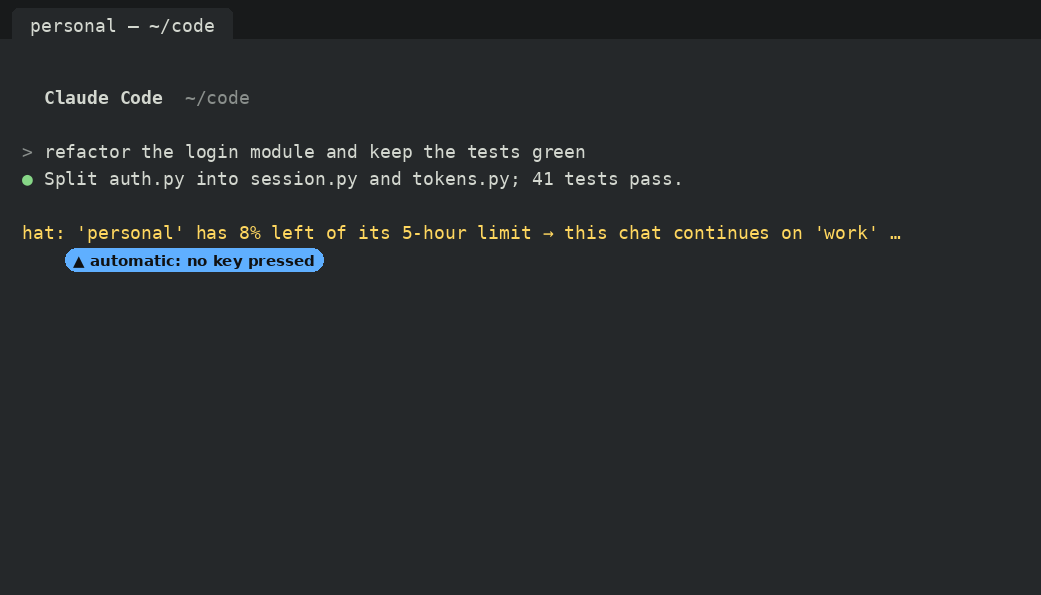 personal — ~/code
Claude Code ~/code
> refactor the login module and keep the tests green
● Split auth.py into session.py and tokens.py; 41 tests pass.
hat: 'personal' has 8% left of its 5-hour limit → this chat continues on 'work' …
▲ automatic: no key pressed